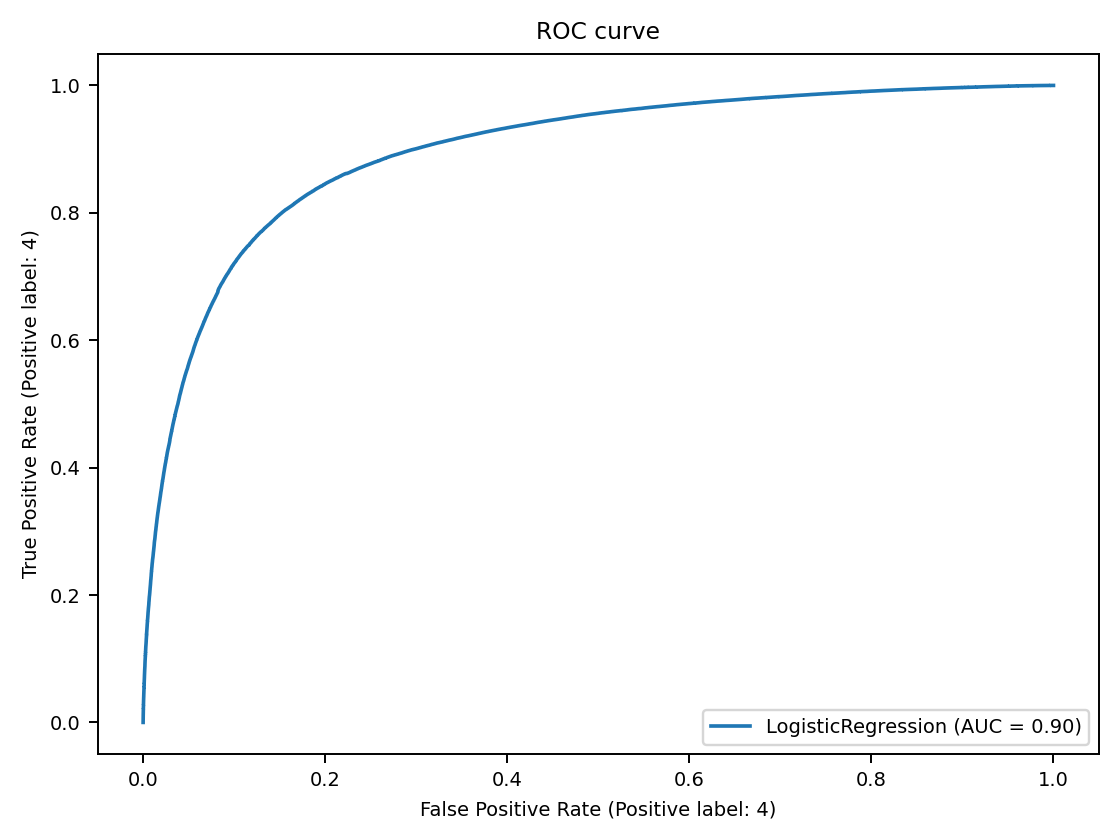 ROC curve
True Positive Rate (Positive label: 4)
1.0
0.8
0.6
0.4
0.2
0.0
LogisticRegression (AUC = 0.90)
0.0 0.2 0.4 0.6 0.8 1.0
False Positive Rate (Positive label: 4)